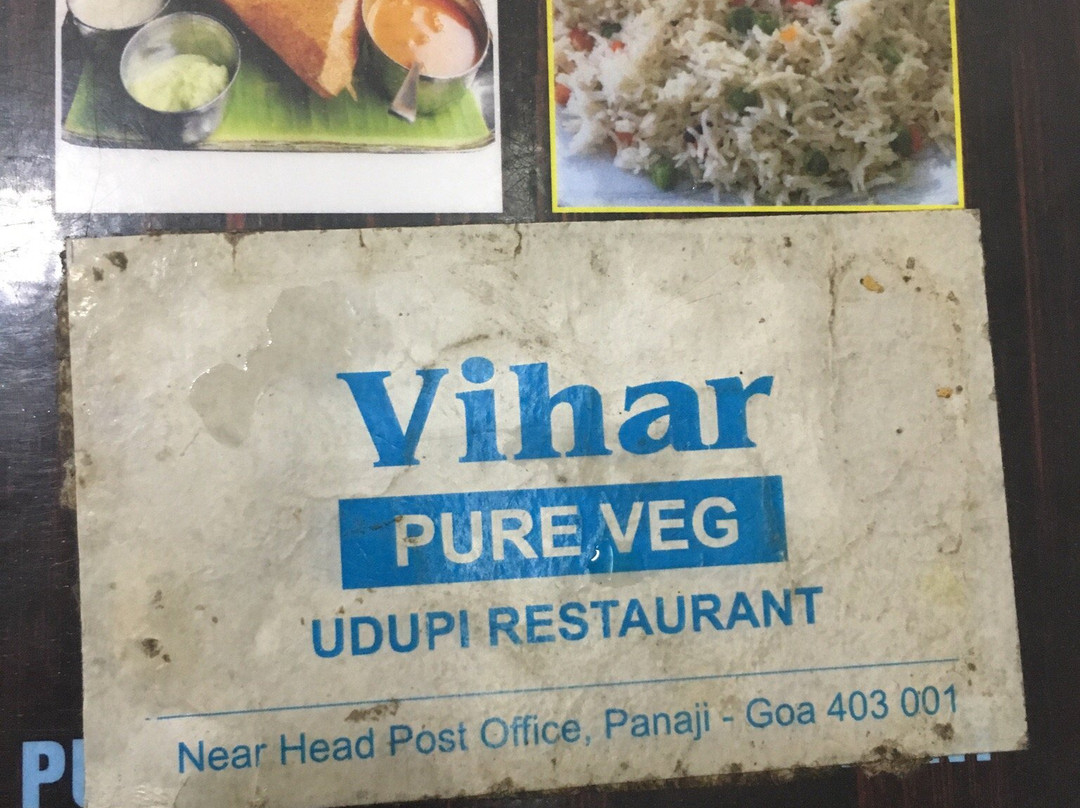 Vihar
PURE VEG
UDUPI RESTAURANT
Near Head Post Office, Panaji - Goa 403 001